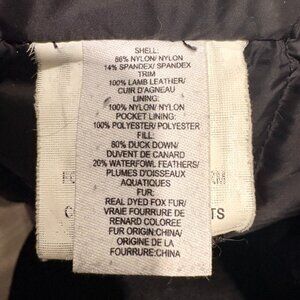 SHELL:
86% NYLON/ NYLON
14% SPANDEX/ SPANDEX
TRIM
100% LAMB LEATHER/
CUIR D'AGNEAU
LINING:
100% NYLON/ NYLON
POCKET LINING:
100% POLYESTER/ POLYESTER
FILL:
80% DUCK DOWN/
DUVENT DE CANARD
20% WATERFOWL FEATHERS/
PLUMES D'OISSEAUX
AQUATIQUES
FUR:
REAL DYED FOX FUR/
VRAIE FOURRURE DE
RENARD COLOREE
FUR ORIGIN:CHINA/
ORIGINE DE LA
FOURRURE:CHINA